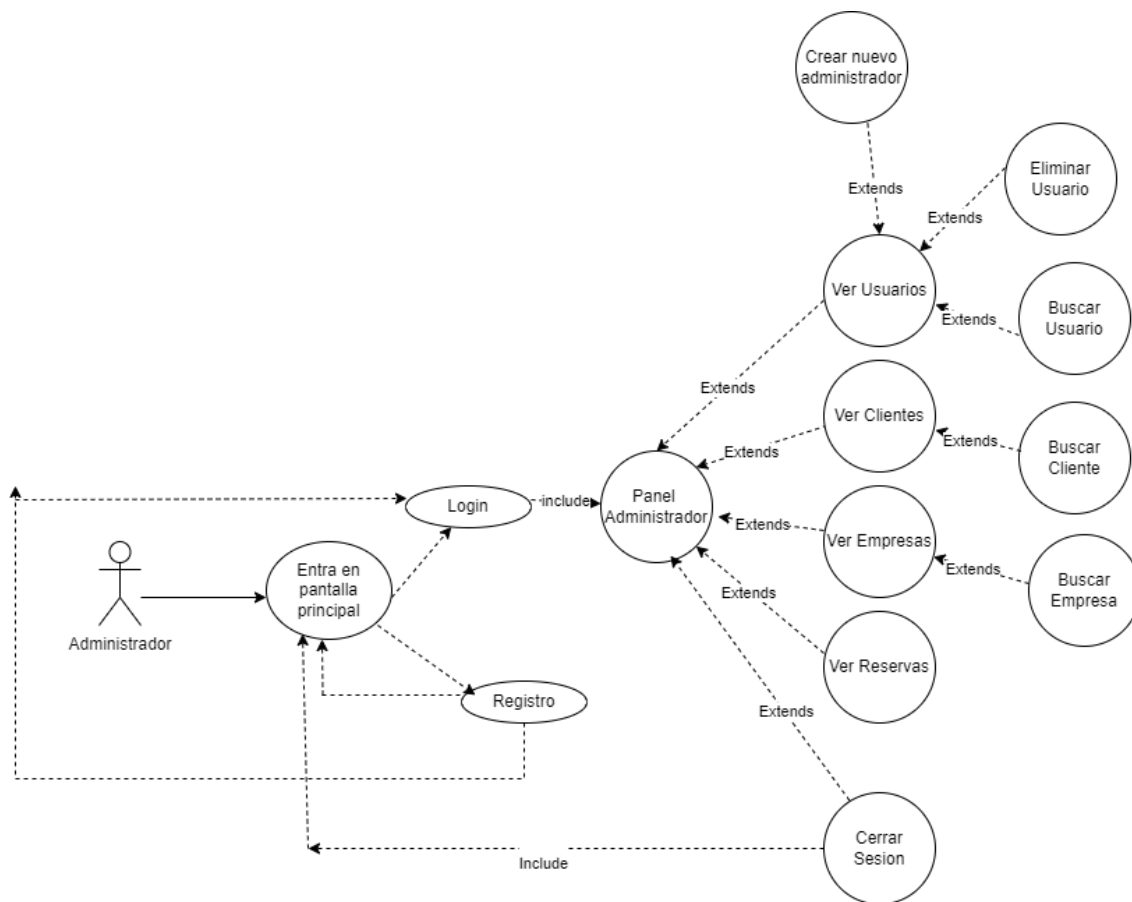 Crear nuevo
administrador
Eliminar
Usuario
Extends
Extends
Ver Usuarios
Buscar
Usuario
Extends
Extends
Ver Clientes
Extends
Extends
Buscar
Cliente
Login
include
Panel
Administrador
Extends
Ver Empresas
Extends
Buscar
Empresa
Entra en
pantalla
principal
Administrador
Extends
Ver Reservas
Registro
Extends
Cerrar
Sesion
Include